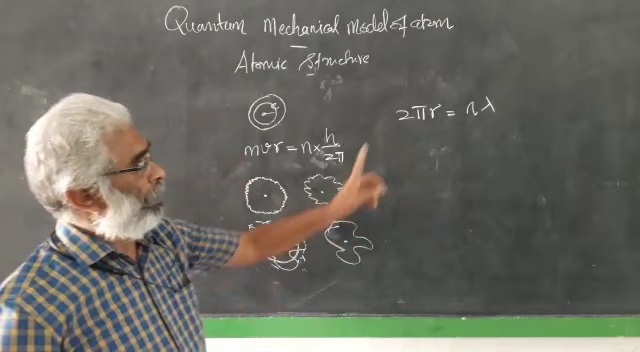 Quantum Mechanical Model of atom
Atomic Structure
2πr = nλ
mvr = n × h/2π